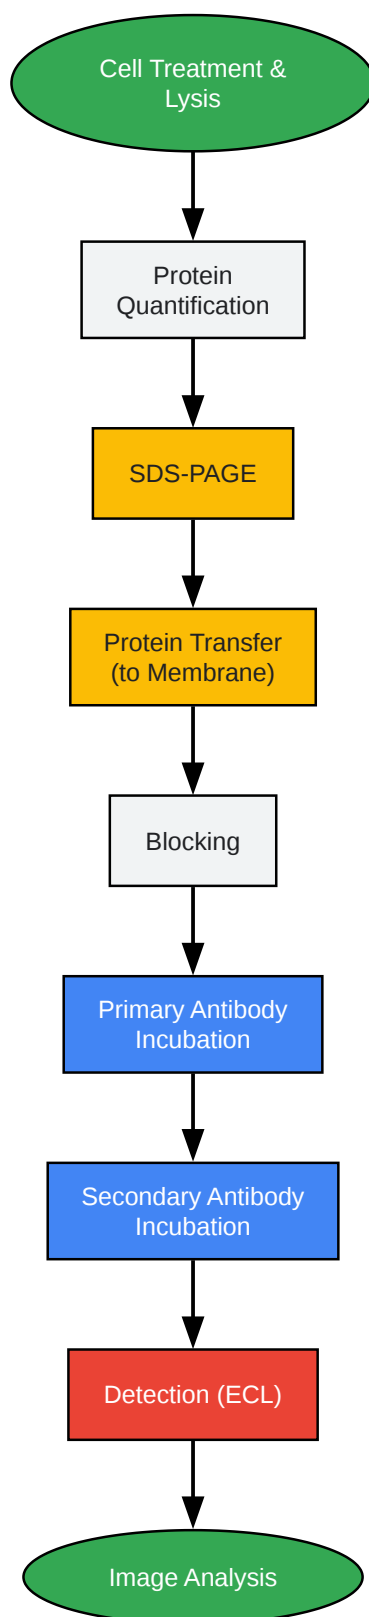 Cell Treatment &
Lysis
Protein
Quantification
SDS-PAGE
Protein Transfer
(to Membrane)
Blocking
Primary Antibody
Incubation
Secondary Antibody
Incubation
Detection (ECL)
Image Analysis